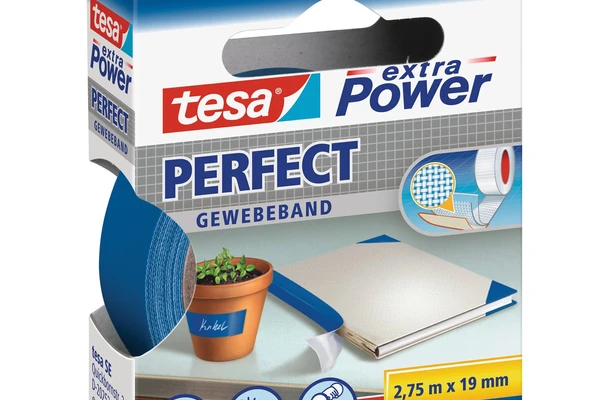 tesa
extra
Power
PERFECT
GEWEBEBAND
tesa
extra
Power
PERFECT
GEWEBEBAND
2,75 m x 19 mm
tesa SE